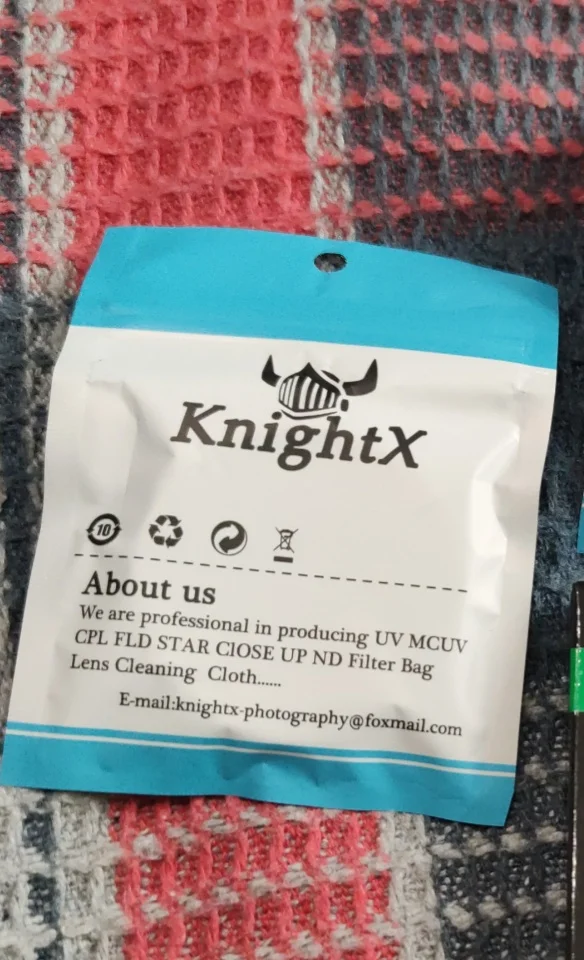 KnightX
10
About us
We are professional in producing UV MCUV
CPL FLD STAR ClOSE UP ND Filter Bag
Lens Cleaning Cloth......
E-mail:knightx-photography@foxmail.com